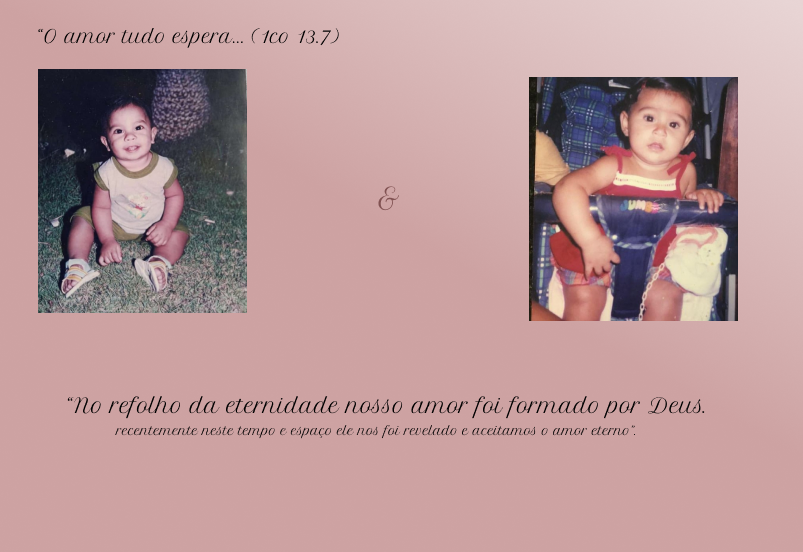 “O amor tudo espera... (1co 13.7)
&
“No refolho da eternidade nosso amor foi formado por Deus.
recentemente neste tempo e espaço ele nos foi revelado e aceitamos o amor eterno”.